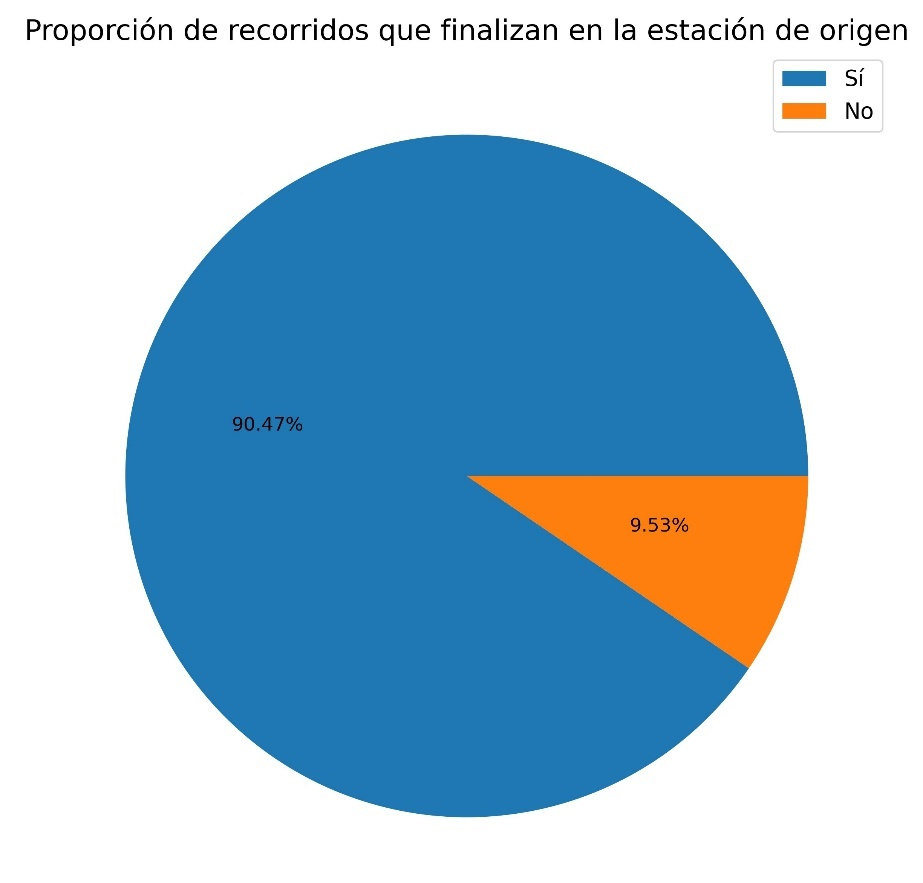 Proporción de recorridos que finalizan en la estación de origen
Sí
No
90.47%
9.53%